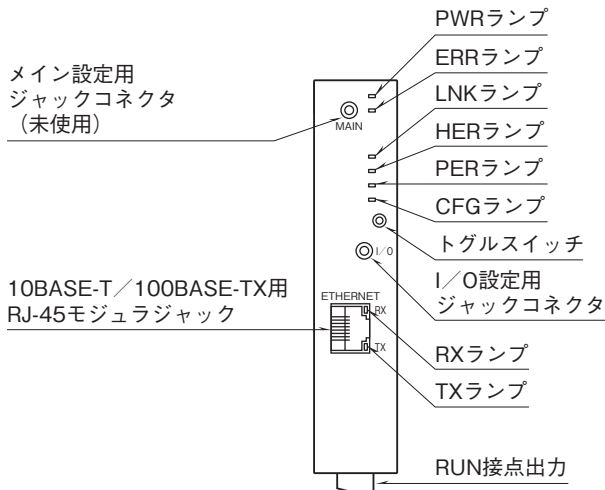 メイン設定用
ジャックコネクタ
（未使用）
10BASE-T／100BASE-TX用
RJ-45モジュラジャック
MAIN
I／O
ETHERNET
RX
TX
PWRランプ
ERRランプ
LNKランプ
HERランプ
PERランプ
CFGランプ
トグルスイッチ
I／O設定用
ジャックコネクタ
RXランプ
TXランプ
RUN接点出力